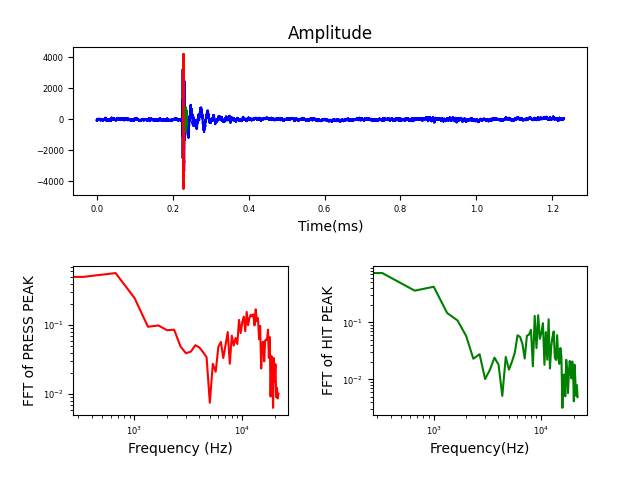 Amplitude
4000
2000
0
−2000
−4000
0.0 0.2 0.4 0.6 0.8 1.0 1.2
Time(ms)
FFT of PRESS PEAK
10⁻¹
10⁻²
10³ 10⁴
Frequency (Hz)
FFT of HIT PEAK
10⁻¹
10⁻²
10³ 10⁴
Frequency(Hz)